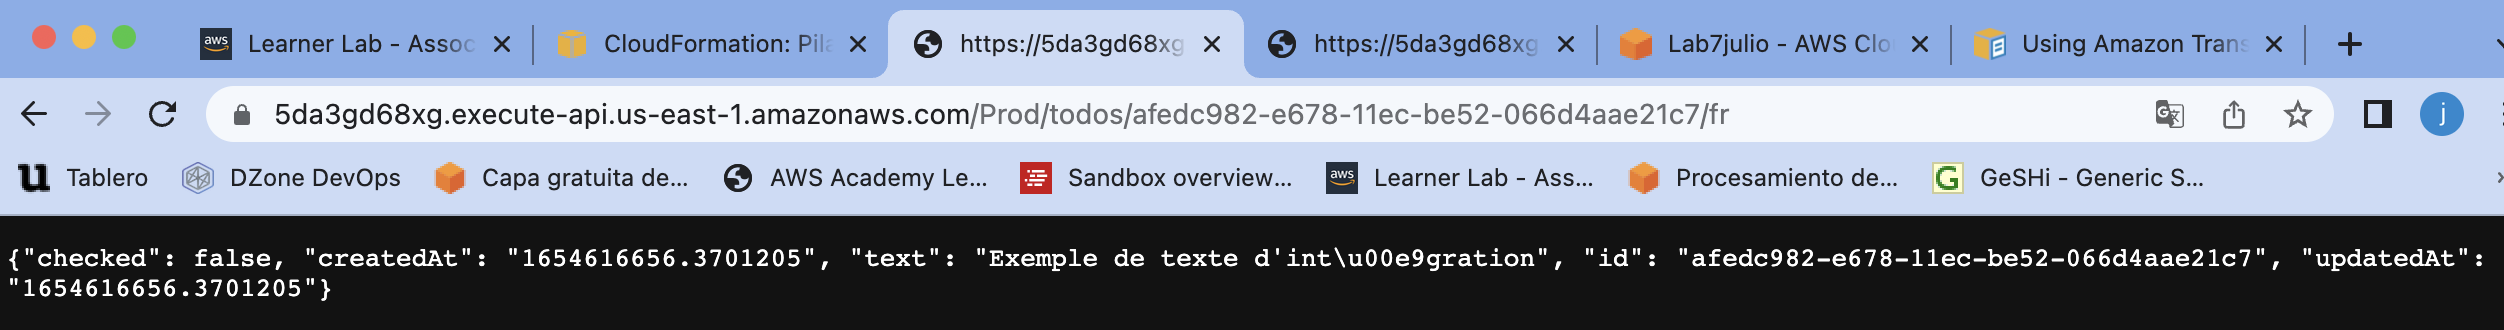 aws Learner Lab - Assoc
CloudFormation: Pila
https://5da3gd68xg
https://5da3gd68xg
Lab7julio - AWS Clo
Using Amazon Trans
5da3gd68xg.execute-api.us-east-1.amazonaws.com/Prod/todos/afedc982-e678-11ec-be52-066d4aae21c7/fr
j
u Tablero
DZone DevOps
Capa gratuita de...
AWS Academy Le...
Sandbox overview...
aws Learner Lab - Ass...
Procesamiento de...
G GeSHi - Generic S...
{"checked": false, "createdAt": "1654616656.3701205", "text": "Exemple de texte d'int\u00e9gration", "id": "afedc982-e678-11ec-be52-066d4aae21c7", "updatedAt":
"1654616656.3701205"}